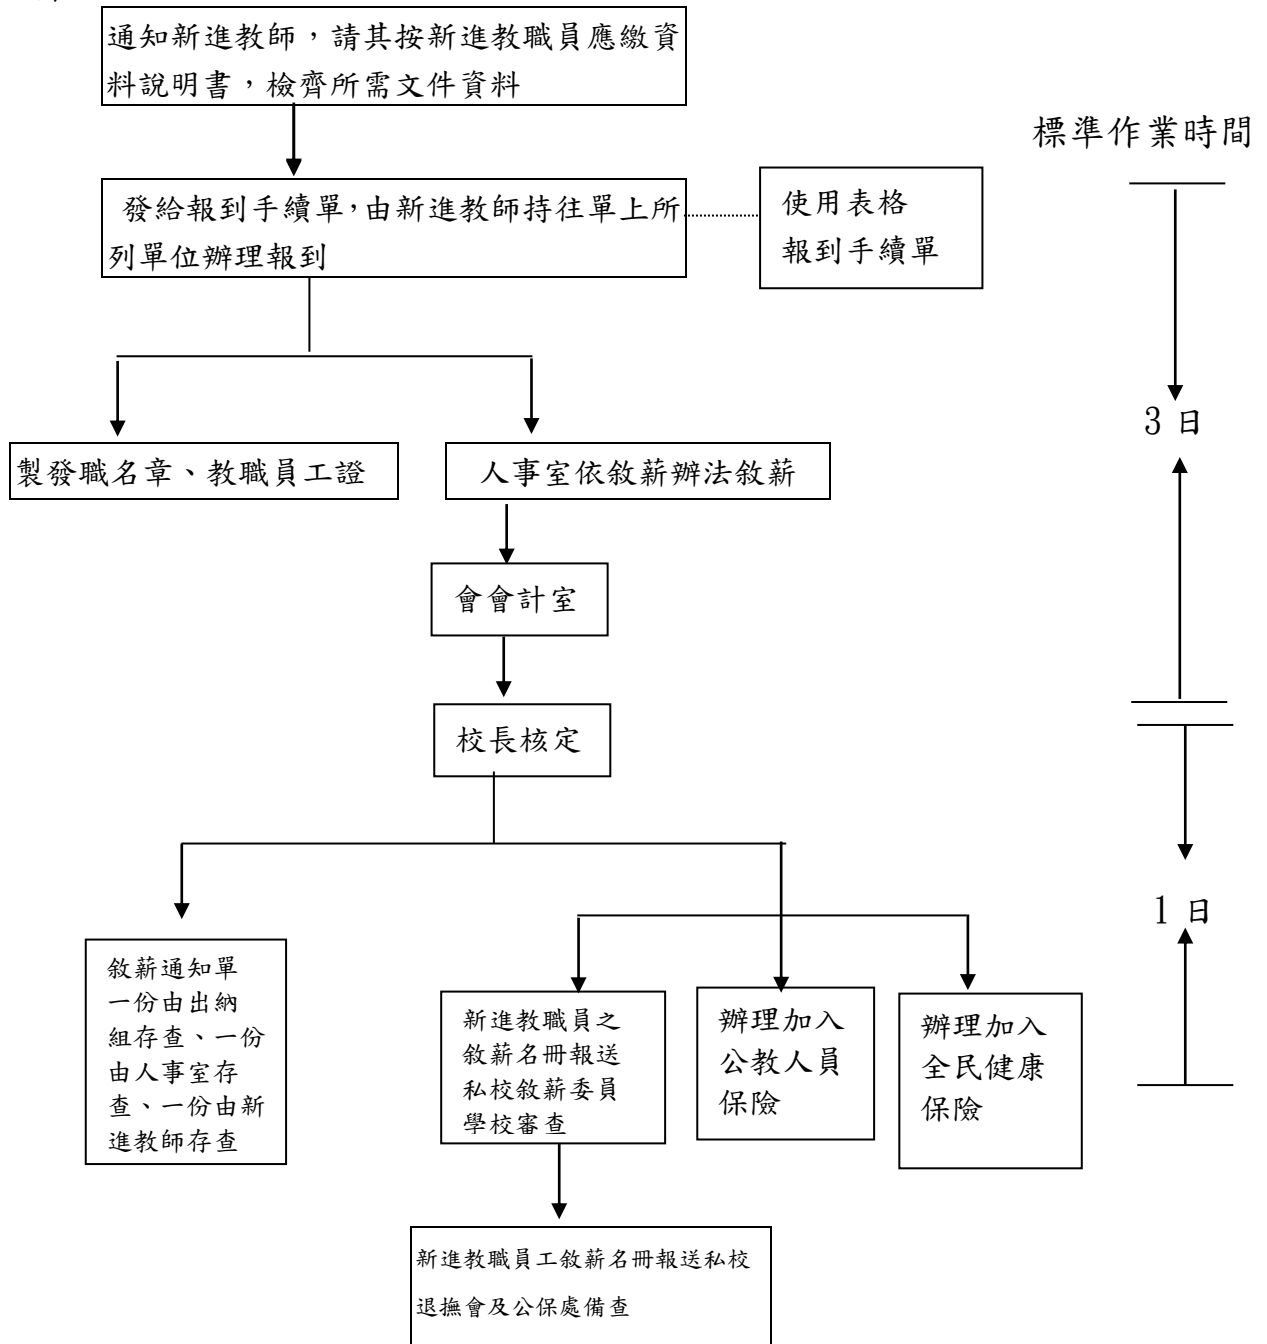 通知新進教師，請其按新進教職員應繳資
料說明書，檢齊所需文件資料
標準作業時間
發給報到手續單，由新進教師持往單上所
列單位辦理報到
使用表格
報到手續單
3 日
製發職名章、教職員工證
人事室依敘薪辦法敘薪
會會計室
校長核定
1 日
敘薪通知單
一份由出納
組存查、一份
由人事室存
查、一份由新
進教師存查
新進教職員之
敘薪名冊報送
私校敘薪委員
學校審查
辦理加入
公教人員
保險
辦理加入
全民健康
保險
新進教職員工敘薪名冊報送私校
退撫會及公保處備查